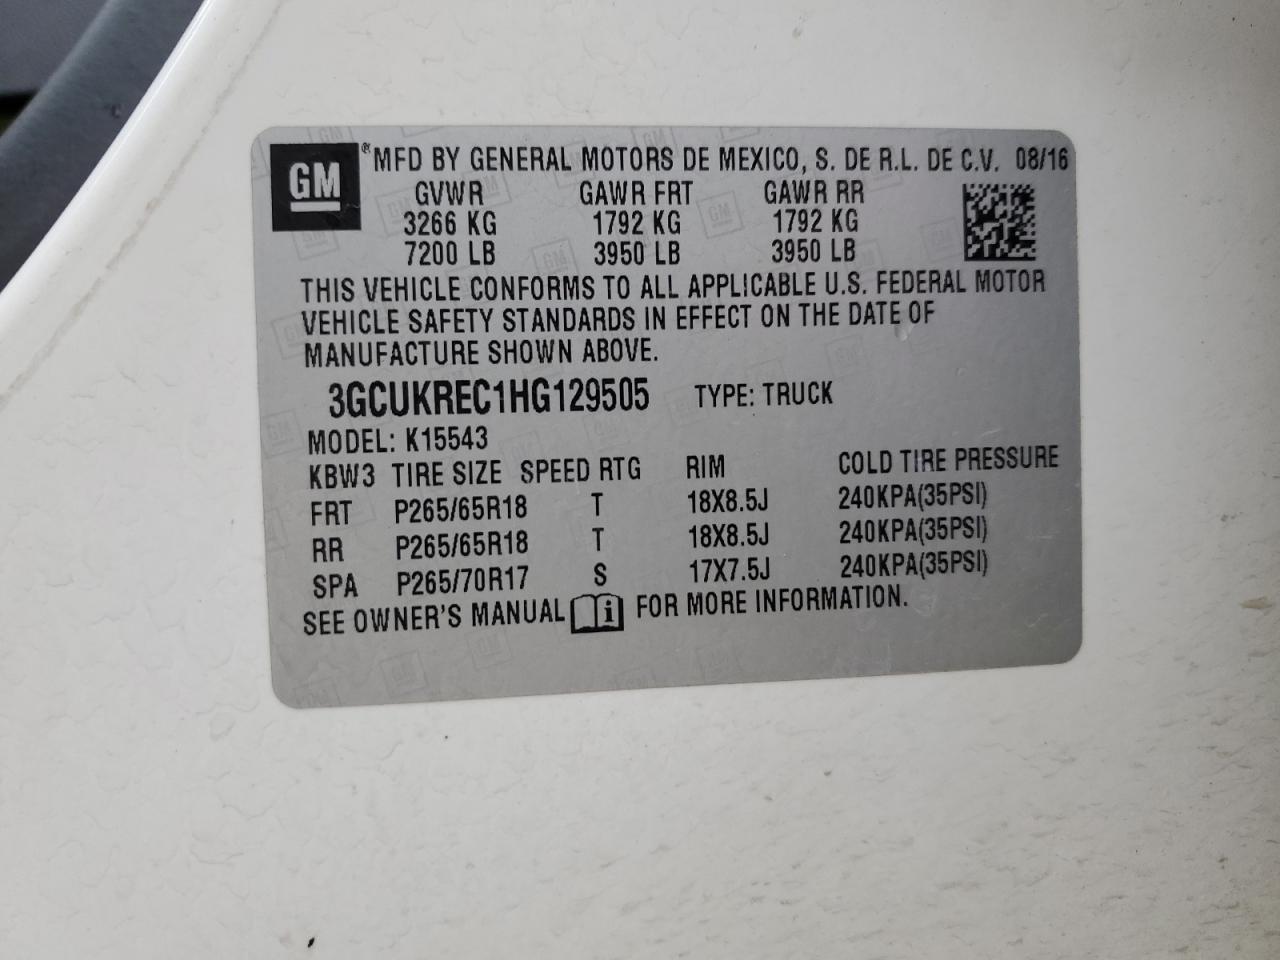 GM ® MFD BY GENERAL MOTORS DE MEXICO, S. DE R.L. DE C.V. 08/16
GVWR GAWR FRT GAWR RR
3266 KG 1792 KG 1792 KG
7200 LB 3950 LB 3950 LB
THIS VEHICLE CONFORMS TO ALL APPLICABLE U.S. FEDERAL MOTOR
VEHICLE SAFETY STANDARDS IN EFFECT ON THE DATE OF
MANUFACTURE SHOWN ABOVE.
3GCUKREC1HG129505 TYPE: TRUCK
MODEL: K15543
KBW3 TIRE SIZE SPEED RTG RIM COLD TIRE PRESSURE
FRT P265/65R18 T 18X8.5J 240KPA(35PSI)
RR P265/65R18 T 18X8.5J 240KPA(35PSI)
SPA P265/70R17 S 17X7.5J 240KPA(35PSI)
SEE OWNER'S MANUAL i FOR MORE INFORMATION.